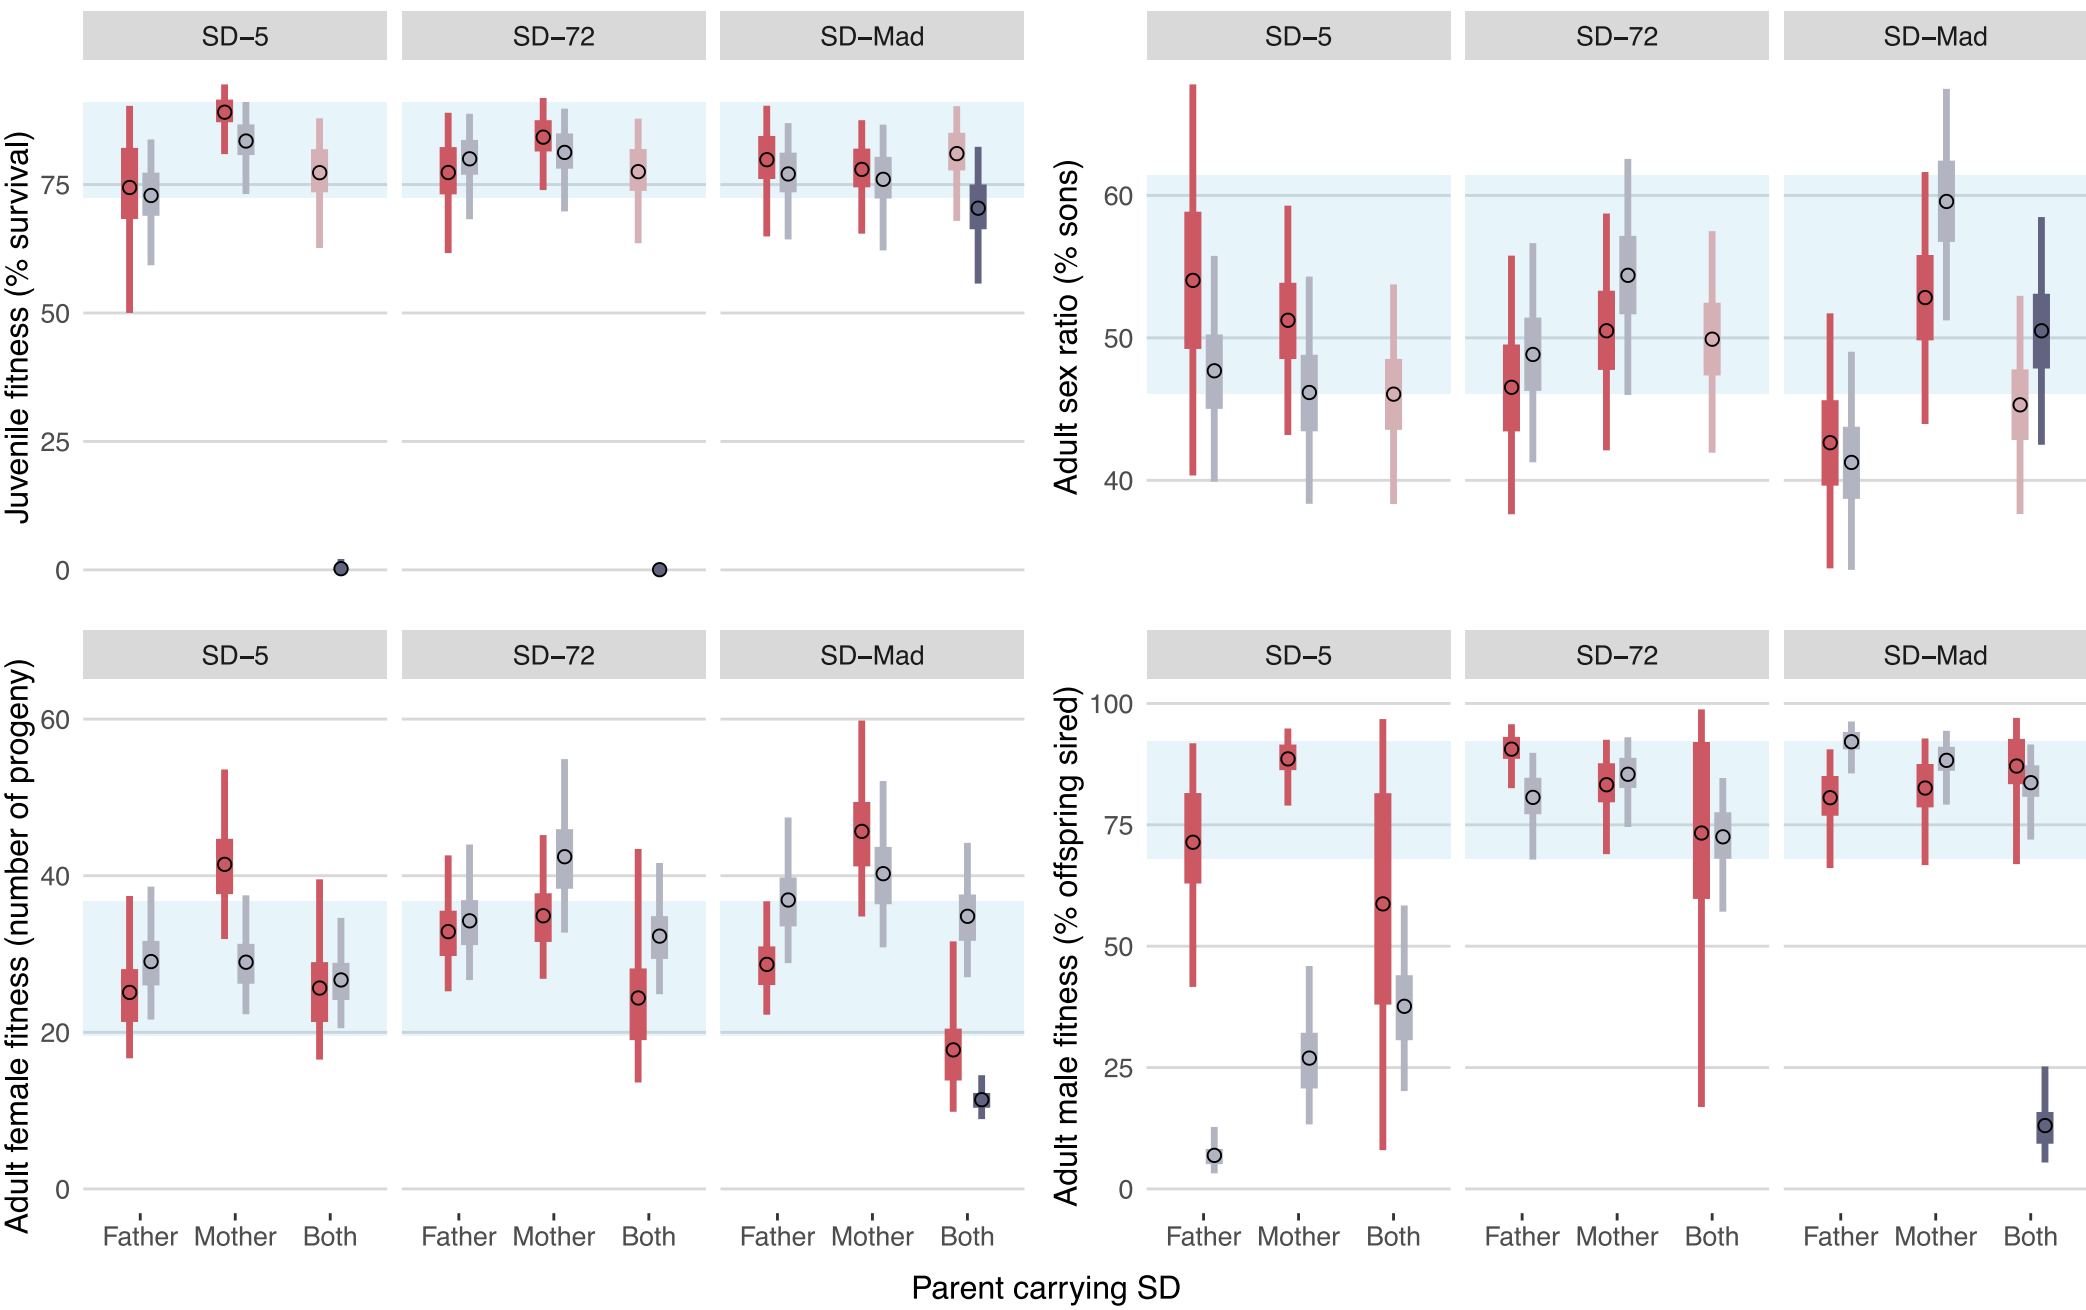 SD–5 SD–72 SD–Mad
Juvenile fitness (% survival)
75
50
25
0
SD–5 SD–72 SD–Mad
Adult sex ratio (% sons)
60
50
40
SD–5 SD–72 SD–Mad
Adult female fitness (number of progeny)
60
40
20
0
Father Mother Both Father Mother Both Father Mother Both
SD–5 SD–72 SD–Mad
Adult male fitness (% offspring sired)
100
75
50
25
0
Father Mother Both Father Mother Both Father Mother Both
Parent carrying SD